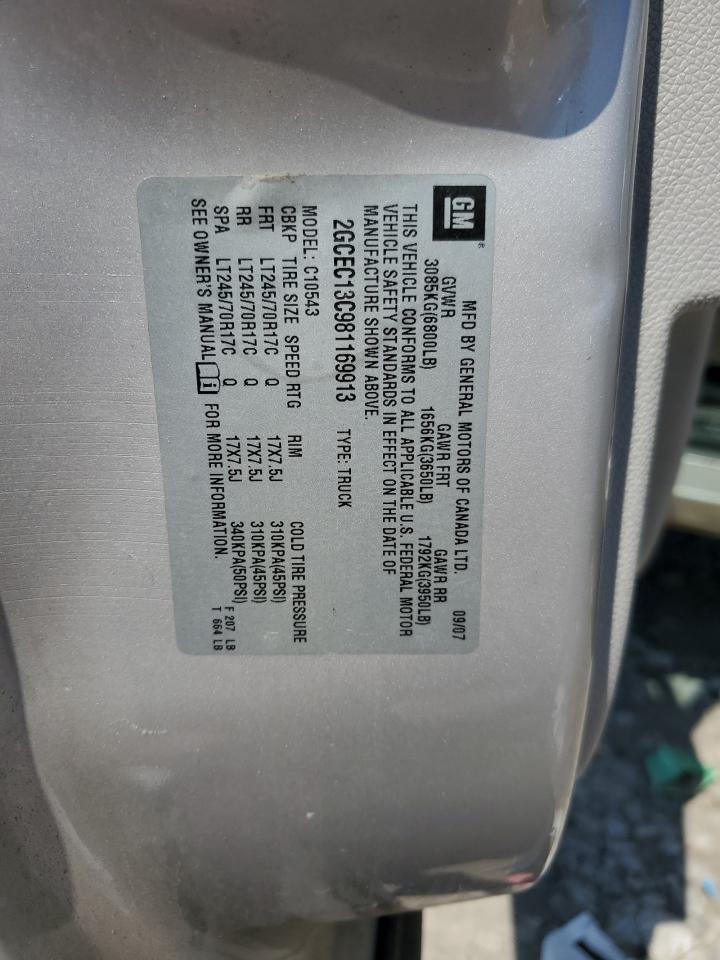 GM ®
MFD BY GENERAL MOTORS OF CANADA LTD. 09/07
GVWR GAWR FRT GAWR RR
3085KG(6800LB) 1656KG(3650LB) 1792KG(3950LB)
THIS VEHICLE CONFORMS TO ALL APPLICABLE U.S. FEDERAL MOTOR
VEHICLE SAFETY STANDARDS IN EFFECT ON THE DATE OF
MANUFACTURE SHOWN ABOVE.
2GCEC13C981169913 TYPE: TRUCK
MODEL: C10543
CBKP TIRE SIZE SPEED RTG RIM COLD TIRE PRESSURE
FRT LT245/70R17C Q 17X7.5J 310KPA(45PSI)
RR LT245/70R17C Q 17X7.5J 310KPA(45PSI)
SPA LT245/70R17C Q 17X7.5J 340KPA(50PSI) F 207 LB
SEE OWNER'S MANUAL FOR MORE INFORMATION. T 664 LB